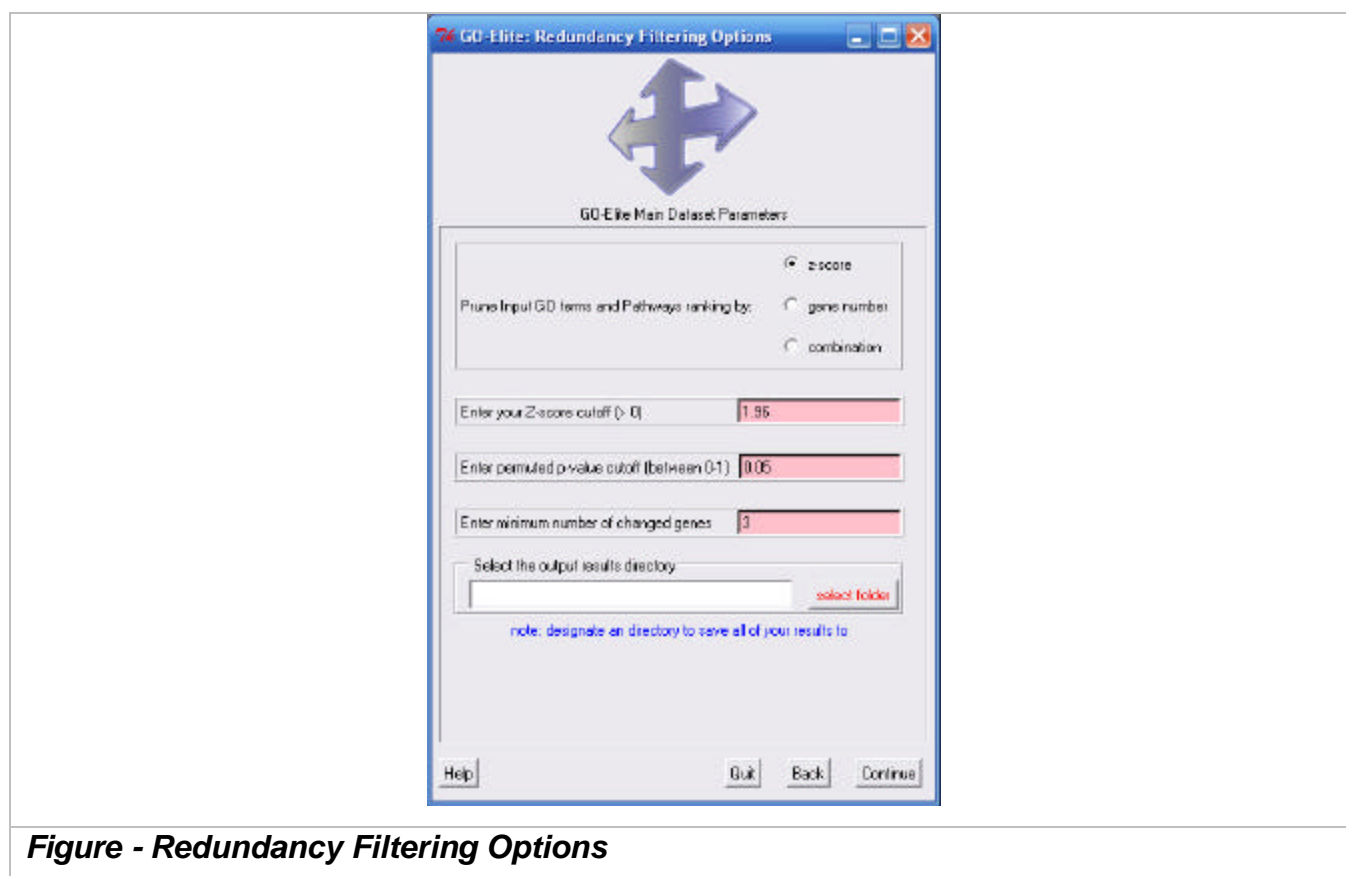 GO-Elite: Redundancy Filtering Options
GO-Elite Main Dataset Parameters
z-score
Prune Input GO terms and Pathways ranking by:
gene number
combination
Enter your Z-score cutoff (> 0)
1.96
Enter permuted p-value cutoff (between 0-1)
0.05
Enter minimum number of changed genes
3
Select the output results directory
select folder
note: designate an directory to save all of your results to
Help
Quit
Back
Continue
Figure - Redundancy Filtering Options